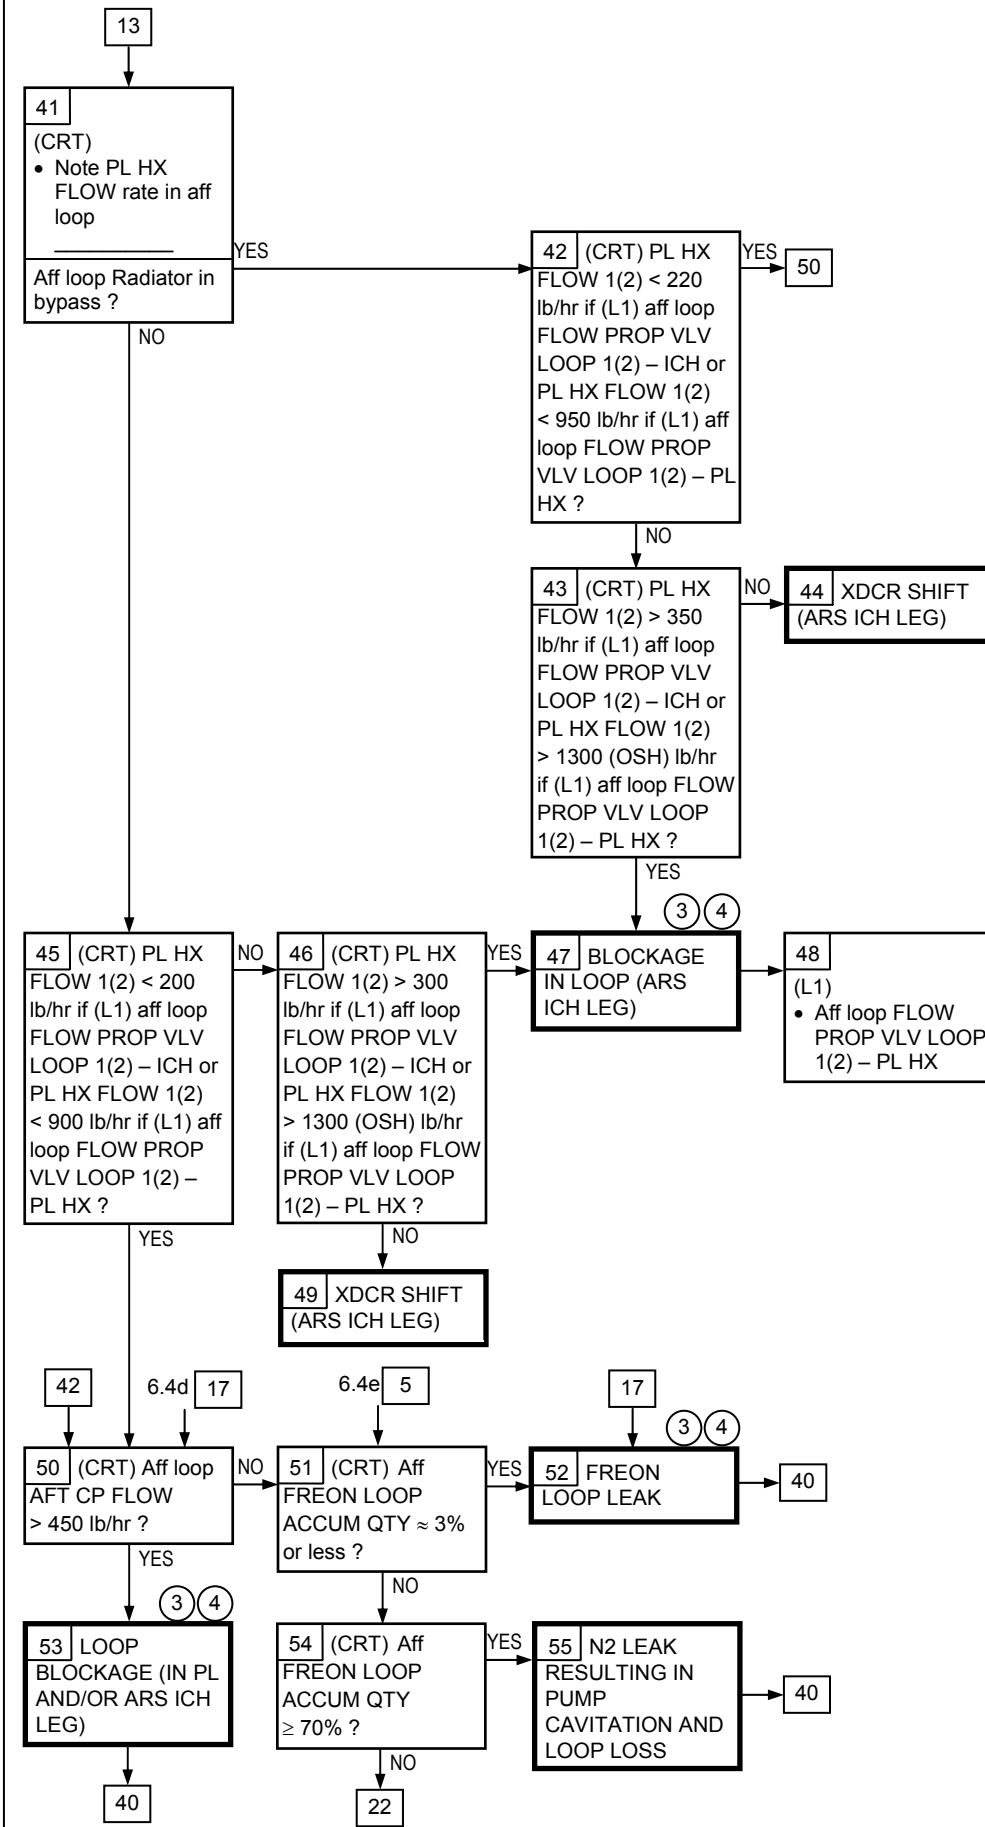 13
41
(CRT)
• Note PL HX
FLOW rate in aff
loop
__________
Aff loop Radiator in
bypass ?
YES
NO
42 (CRT) PL HX
FLOW 1(2) < 220
lb/hr if (L1) aff loop
FLOW PROP VLV
LOOP 1(2) – ICH or
PL HX FLOW 1(2)
< 950 lb/hr if (L1) aff
loop FLOW PROP
VLV LOOP 1(2) – PL
HX ?
YES
50
NO
43 (CRT) PL HX
FLOW 1(2) > 350
lb/hr if (L1) aff loop
FLOW PROP VLV
LOOP 1(2) – ICH or
PL HX FLOW 1(2)
> 1300 (OSH) lb/hr
if (L1) aff loop FLOW
PROP VLV LOOP
1(2) – PL HX ?
NO
44 XDCR SHIFT
(ARS ICH LEG)
YES
45 (CRT) PL HX
FLOW 1(2) < 200
lb/hr if (L1) aff loop
FLOW PROP VLV
LOOP 1(2) – ICH or
PL HX FLOW 1(2)
< 900 lb/hr if (L1) aff
loop FLOW PROP
VLV LOOP 1(2) –
PL HX ?
NO
YES
46 (CRT) PL HX
FLOW 1(2) > 300
lb/hr if (L1) aff loop
FLOW PROP VLV
LOOP 1(2) – ICH or
PL HX FLOW 1(2)
> 1300 (OSH) lb/hr
if (L1) aff loop FLOW
PROP VLV LOOP
1(2) – PL HX ?
YES
NO
3 4
47 BLOCKAGE
IN LOOP (ARS
ICH LEG)
48
(L1)
• Aff loop FLOW
PROP VLV LOOP
1(2) – PL HX
49 XDCR SHIFT
(ARS ICH LEG)
42
6.4d 17
50 (CRT) Aff loop
AFT CP FLOW
> 450 lb/hr ?
NO
YES
6.4e 5
51 (CRT) Aff
FREON LOOP
ACCUM QTY ≈ 3%
or less ?
YES
NO
17
3 4
52 FREON
LOOP LEAK
40
3 4
53 LOOP
BLOCKAGE (IN PL
AND/OR ARS ICH
LEG)
40
54 (CRT) Aff
FREON LOOP
ACCUM QTY
≥ 70% ?
YES
NO
22
55 N2 LEAK
RESULTING IN
PUMP
CAVITATION AND
LOOP LOSS
40